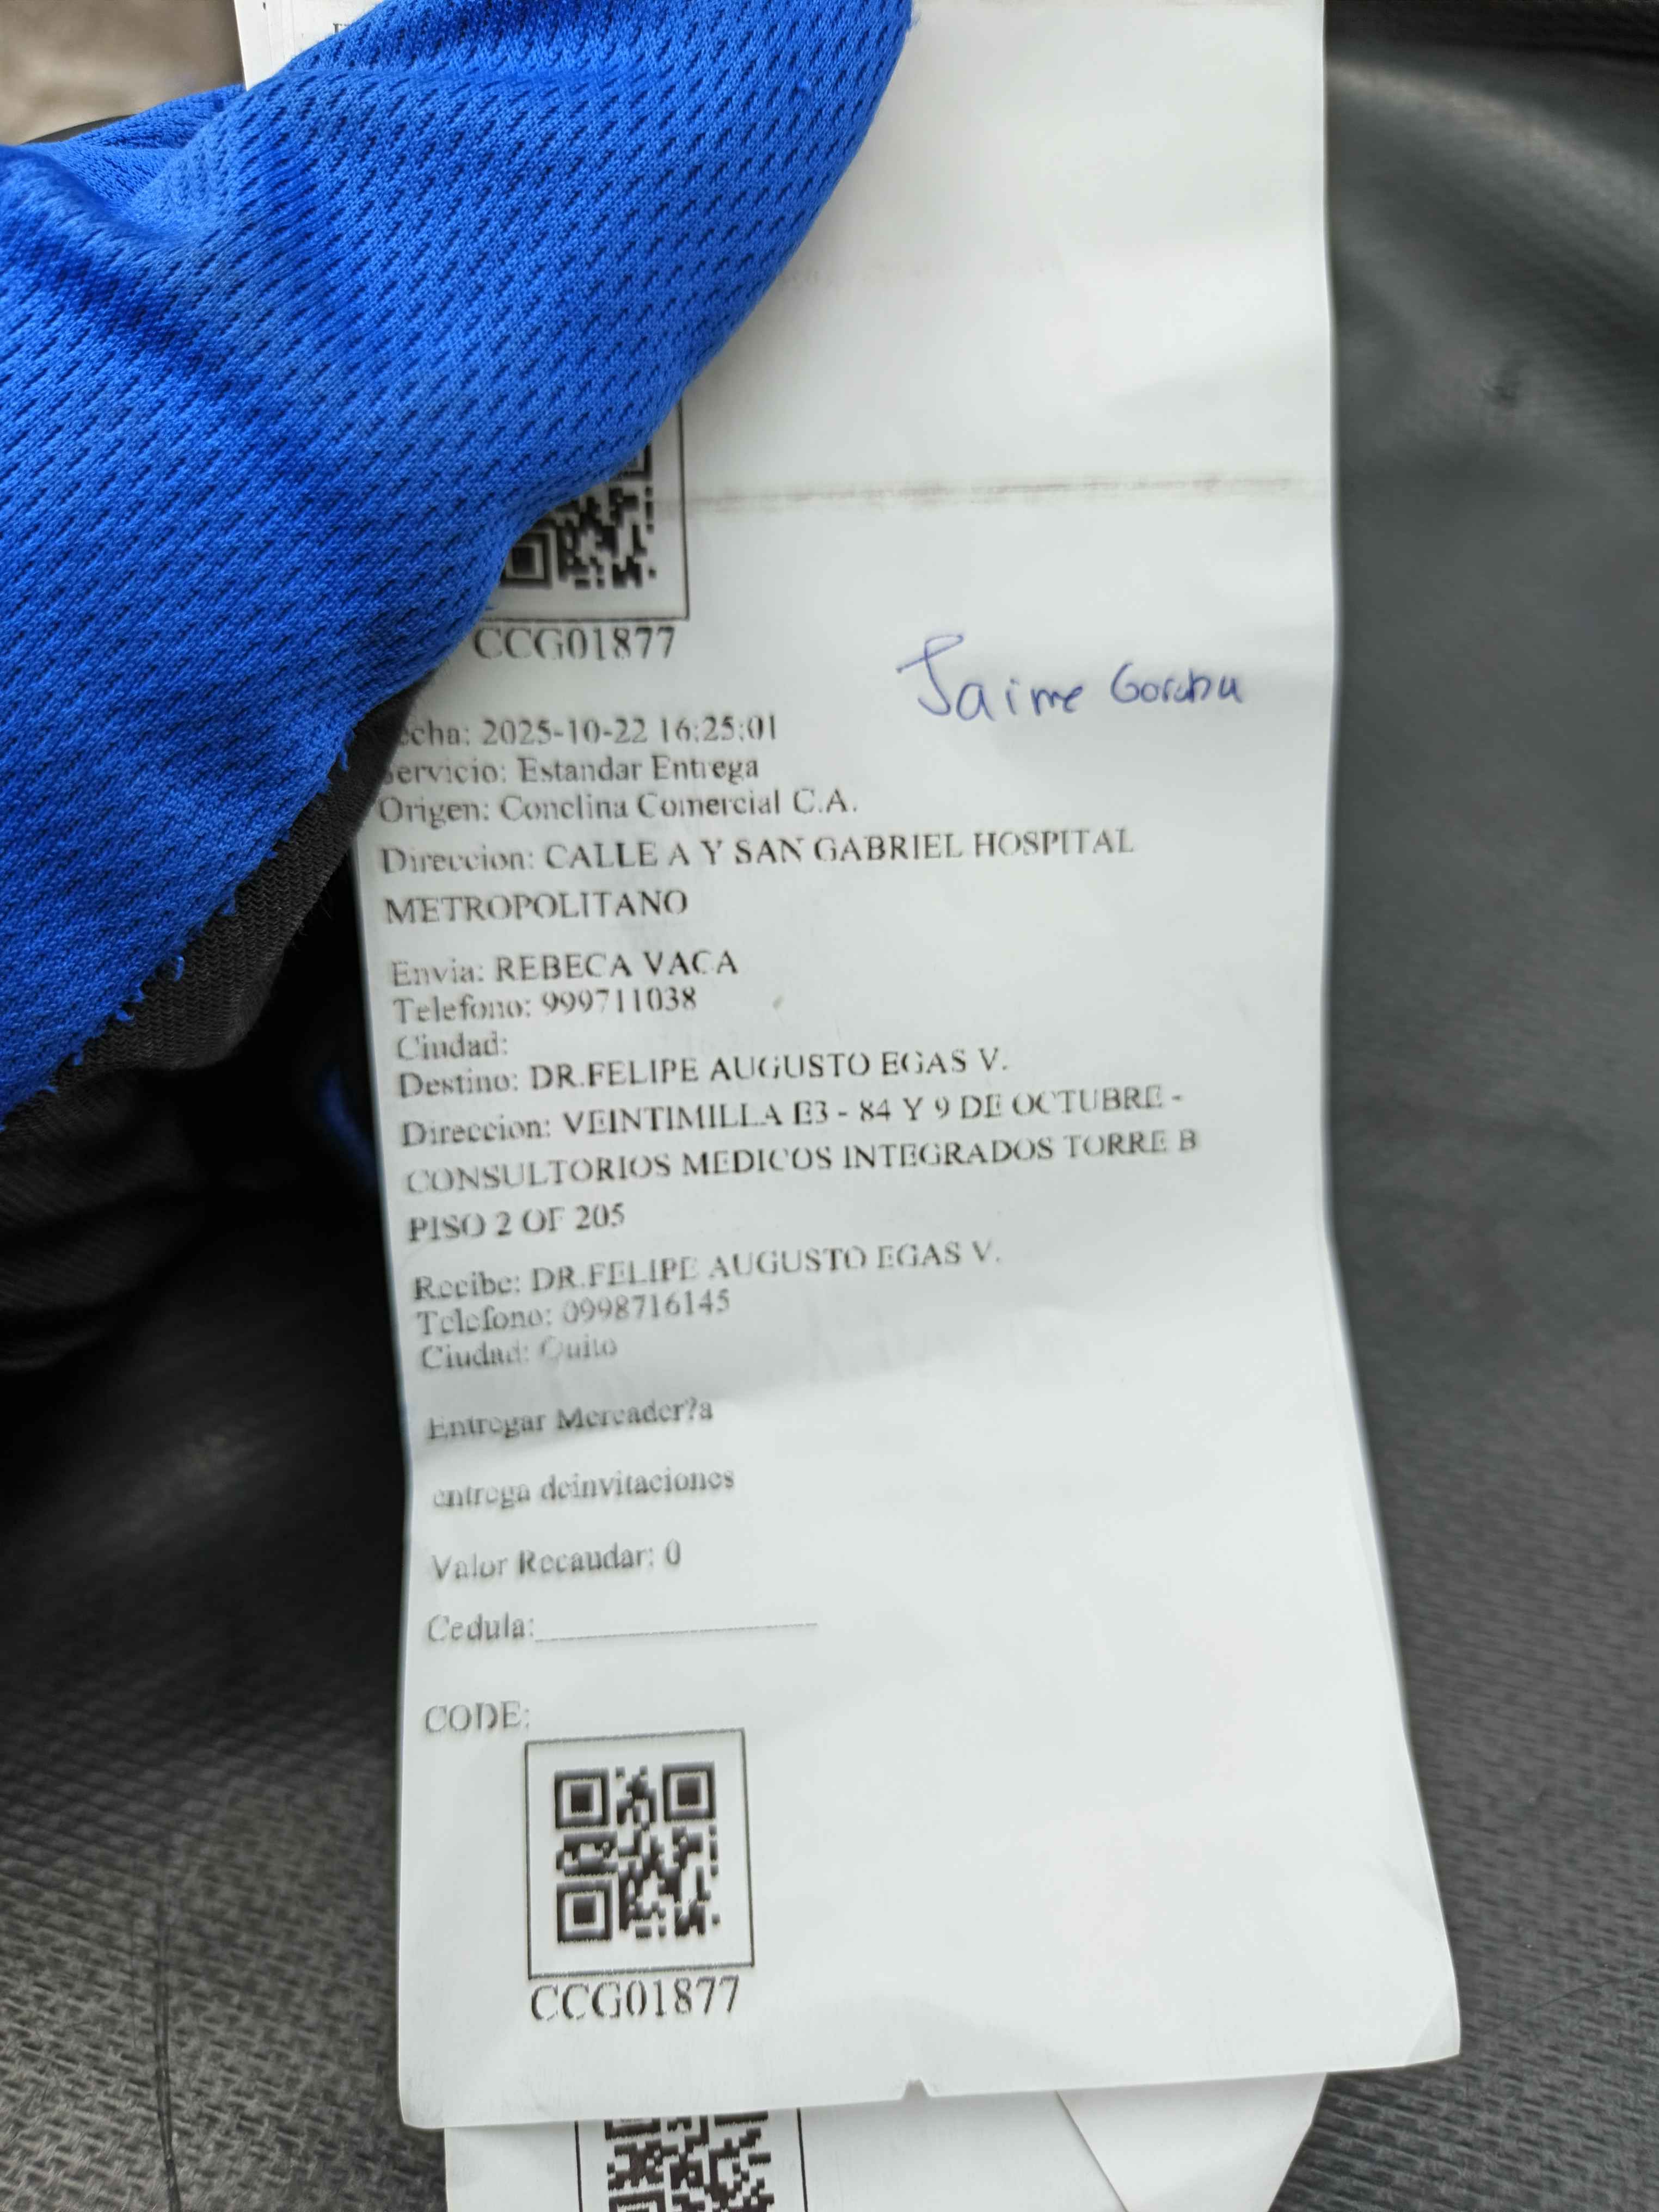 CCG01877
Jaime
echa: 2025-10-22 16:25:01
Servicio: Estandar Entrega
Origen: Conclina Comercial C.A.
Direccion: CALLE A Y SAN GABRIEL HOSPITAL
METROPOLITANO
Envia: REBECA VACA
Telefono: 999711038
Ciudad:
Destino: DR.FELIPE AUGUSTO EGAS V.
Direccion: VEINTIMILLA E3 - 84 Y 9 DE OCTUBRE -
CONSULTORIOS MEDICOS INTEGRADOS TORRE B
PISO 2 OF 205
Recibe: DR.FELIPE AUGUSTO EGAS V.
Telefono: 0998716145
Ciudad: Quito
Entregar Mercader?a
entrega deinvitaciones
Valor Recaudar: 0
Cedula:
CODE:
CCG01877